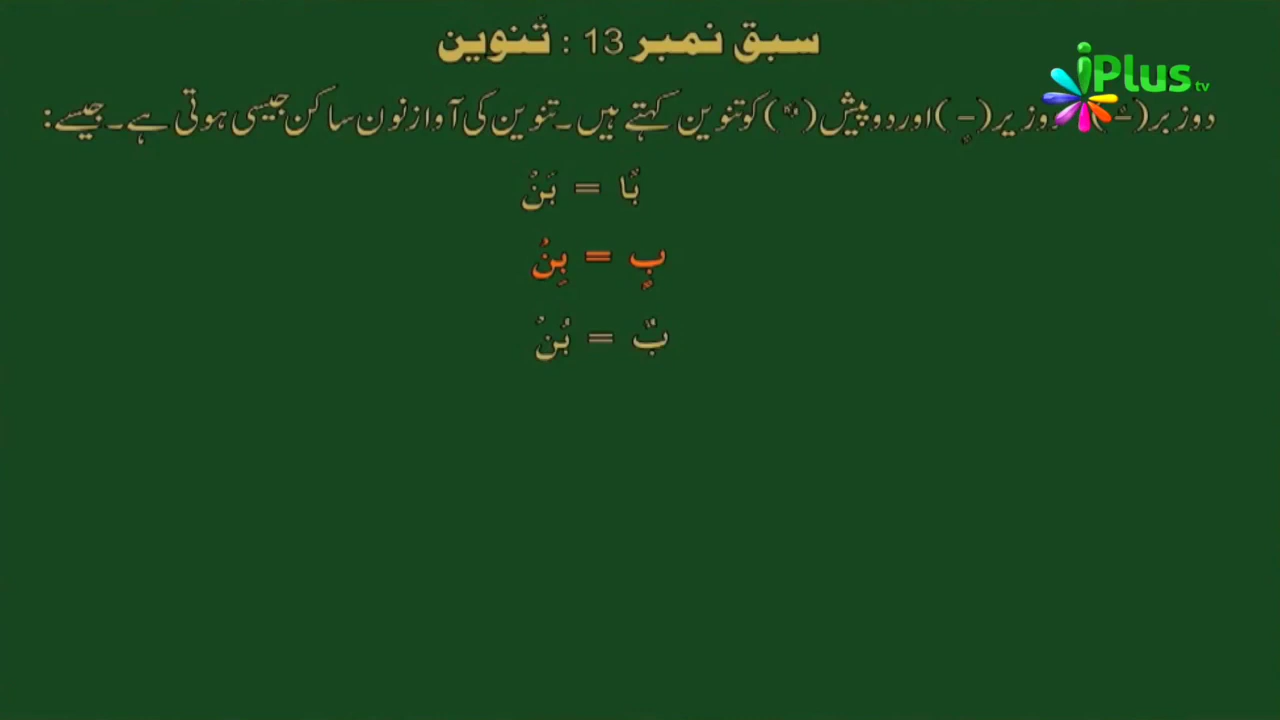 سبق نمبر 13 : تنوین
iPlus tv
دو زبر (ـً) دو زیر (ـٍ) اور دو پیش (ـٌ) کو تنوین کہتے ہیں۔ تنوین کی آواز نون ساکن جیسی ہوتی ہے۔ جیسے:
بًا = بَنْ
بٍ = بِنْ
بٌ = بُنْ